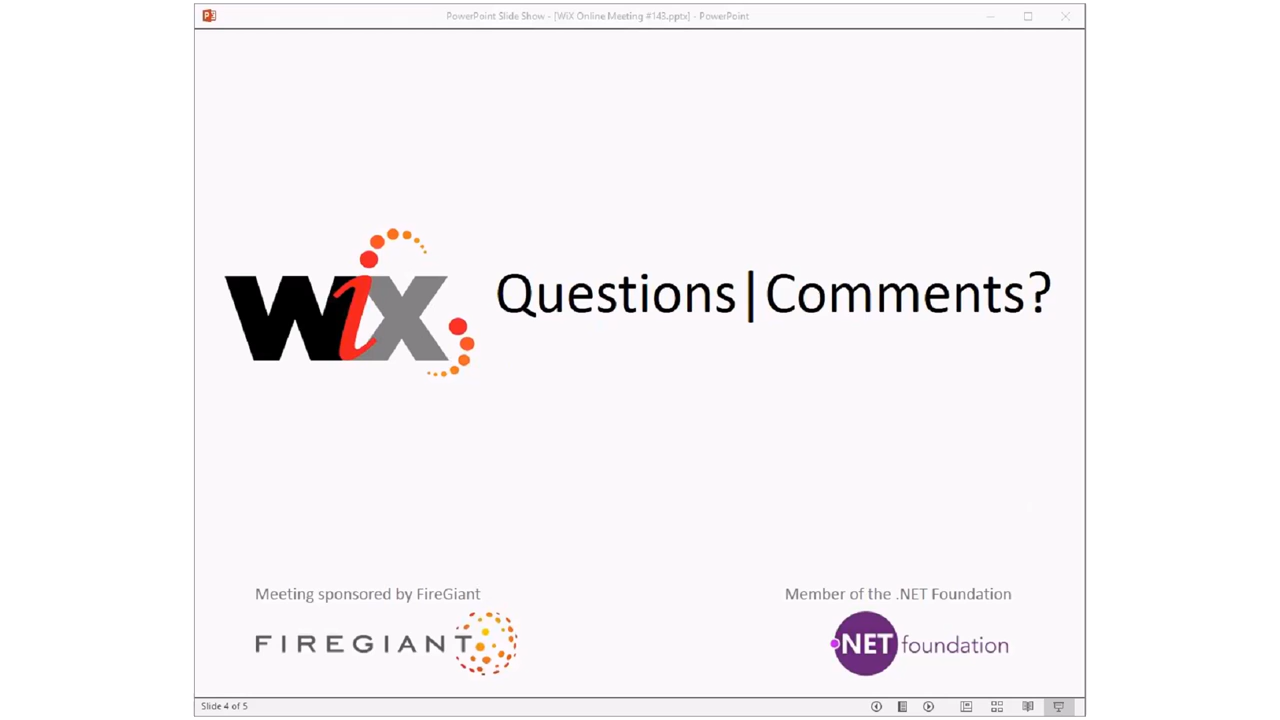 PowerPoint Slide Show - [WiX Online Meeting #143.pptx] - PowerPoint
WiX
Questions|Comments?
Meeting sponsored by FireGiant
Member of the .NET Foundation
FIREGIANT
.NET foundation
Slide 4 of 5